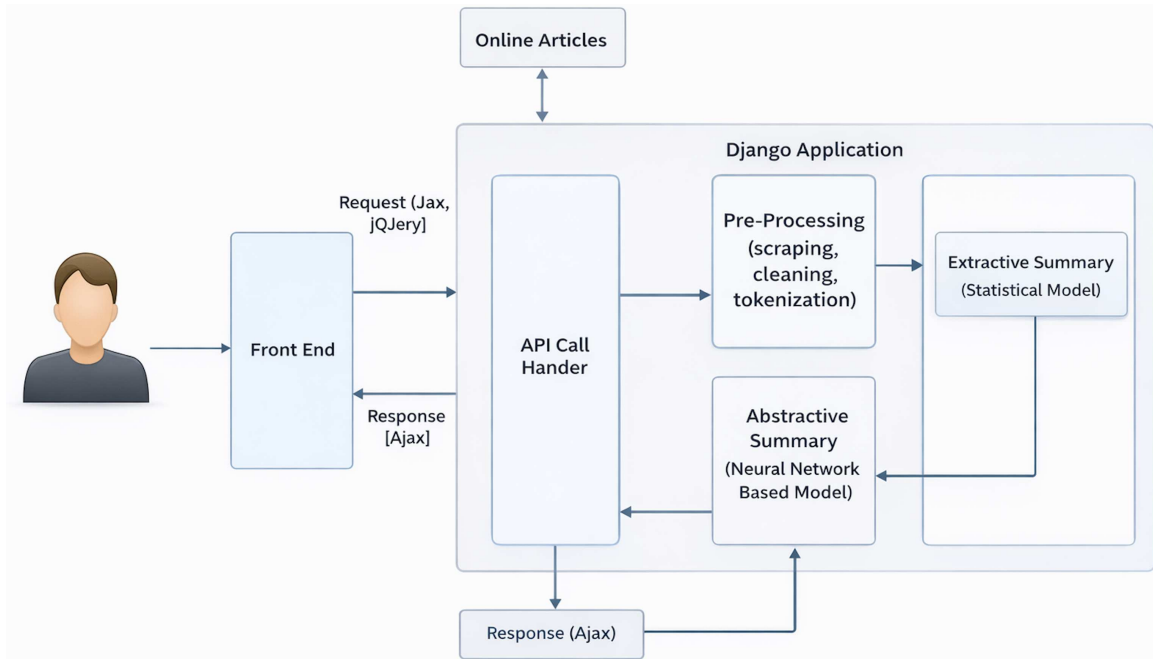 Online Articles
Django Application
Request (Jax,
jQJery]
Pre-Processing
(scraping,
cleaning,
tokenization)
Extractive Summary
(Statistical Model)
Front End
API Call
Hander
Response
[Ajax]
Abstractive
Summary
(Neural Network
Based Model)
Response (Ajax)